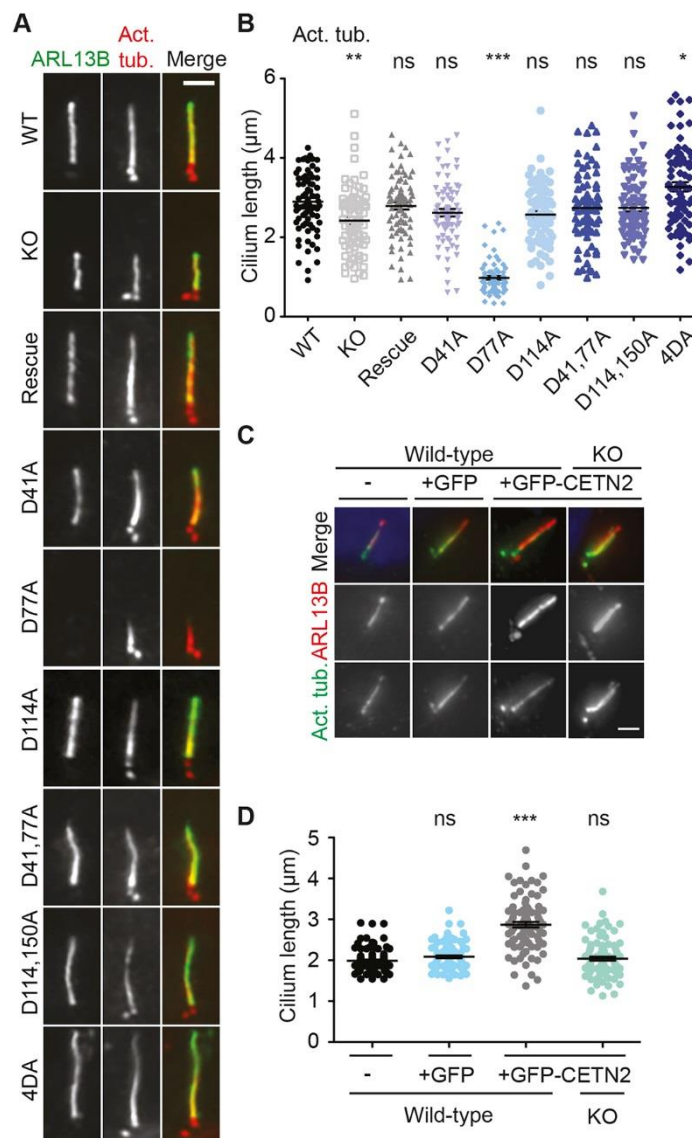 A
Act.
ARL13B tub. Merge
WT
KO
Rescue
D41A
D77A
D114A
D41,77A
D114,150A
4DA
B
Act. tub.
** ns ns *** ns ns ns *
Cilium length (μm)
6
4
2
0
WT KO Rescue D41A D77A D114A D41,77A D114,150A 4DA
C
Wild-type KO
- +GFP +GFP-CETN2
Merge
ARL13B
Act. tub.
D
ns *** ns
Cilium length (μm)
5
4
3
2
1
0
- +GFP +GFP-CETN2
Wild-type KO